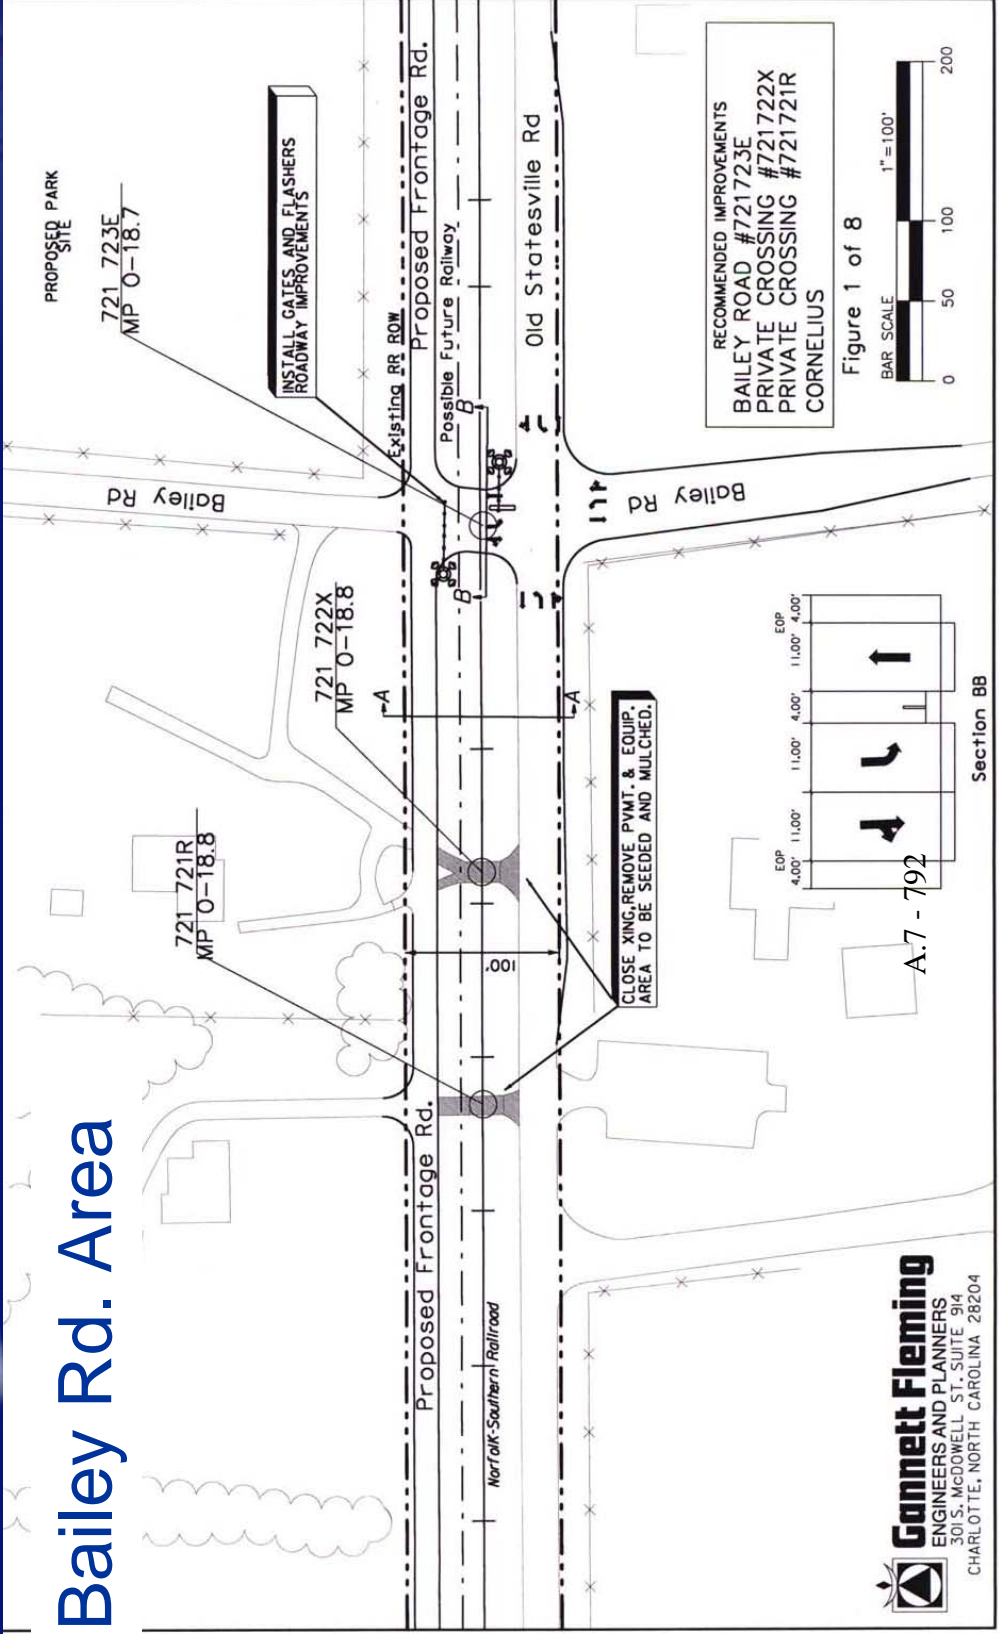 Bailey Rd. Area
PROPOSED PARK
SITE
721 723E
MP 0-18.7
INSTALL GATES AND FLASHERS
ROADWAY IMPROVEMENTS
721 722X
MP 0-18.8
721 721R
MP 0-18.8
Bailey Rd
Existing RR ROW
Proposed Frontage Rd.
Proposed Frontage Rd.
Possible Future Railway
Norfolk-Southern Railroad
Old Statesville Rd
B
B
A
A
100'
Bailey Rd
CLOSE XING,REMOVE PVMT. & EQUIP.
AREA TO BE SEEDED AND MULCHED.
RECOMMENDED IMPROVEMENTS
BAILEY ROAD #721723E
PRIVATE CROSSING #721722X
PRIVATE CROSSING #721721R
CORNELIUS
Figure 1 of 8
BAR SCALE 1"=100'
0 50 100 200
EOP EOP
4.00' 11.00' 11.00' 4.00' 11.00' 4.00'
Section BB
A.7 - 792
Gannett Fleming
ENGINEERS AND PLANNERS
301 S. McDOWELL ST. SUITE 914
CHARLOTTE, NORTH CAROLINA 28204